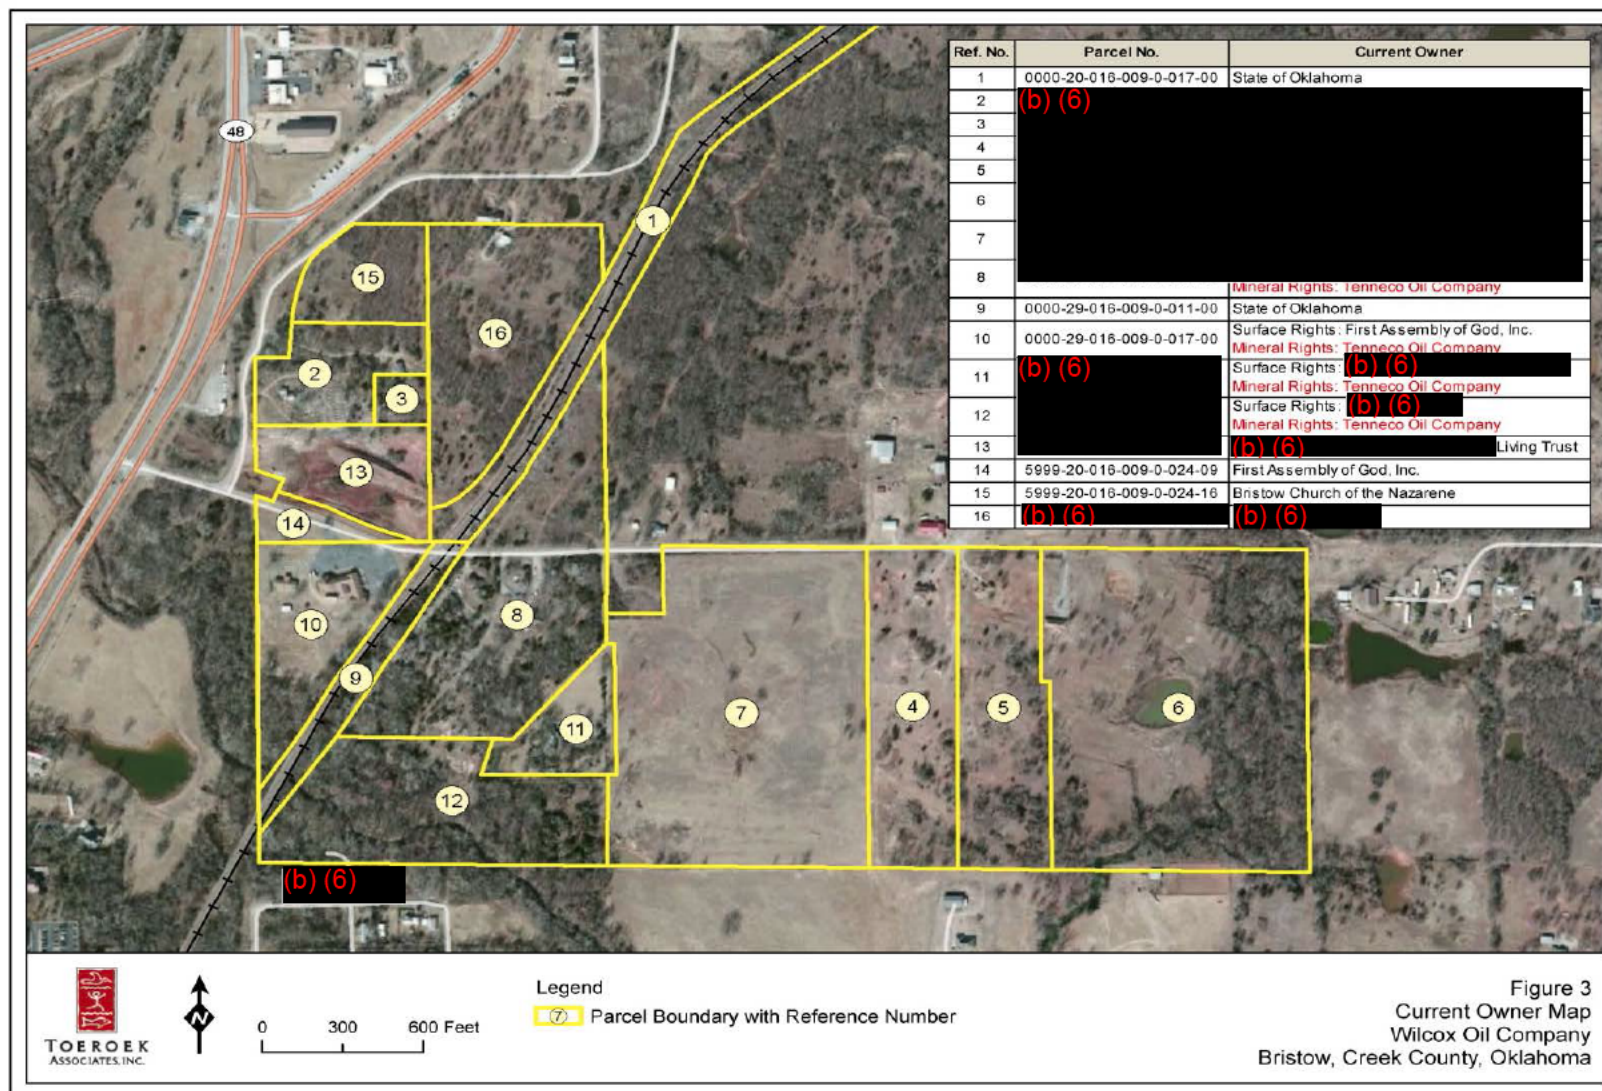 Ref. No. Parcel No. Current Owner
1 0000-20-016-009-0-017-00 State of Oklahoma
2 (b) (6)
3
4
5
6
7
8 Mineral Rights: Tenneco Oil Company
9 0000-29-016-009-0-011-00 State of Oklahoma
10 0000-29-016-009-0-017-00 Surface Rights: First Assembly of God, Inc.
Mineral Rights: Tenneco Oil Company
11 (b) (6) Surface Rights: (b) (6)
Mineral Rights: Tenneco Oil Company
12 Surface Rights: (b) (6)
Mineral Rights: Tenneco Oil Company
13 (b) (6) Living Trust
14 5999-20-016-009-0-024-09 First Assembly of God, Inc.
15 5999-20-016-009-0-024-16 Bristow Church of the Nazarene
16 (b) (6) (b) (6)
48
1
15
16
2
3
13
14
10
8
9
11
7
4
5
6
12
(b) (6)
TOEROEK
ASSOCIATES, INC.
N
0 300 600 Feet
Legend
7 Parcel Boundary with Reference Number
Figure 3
Current Owner Map
Wilcox Oil Company
Bristow, Creek County, Oklahoma